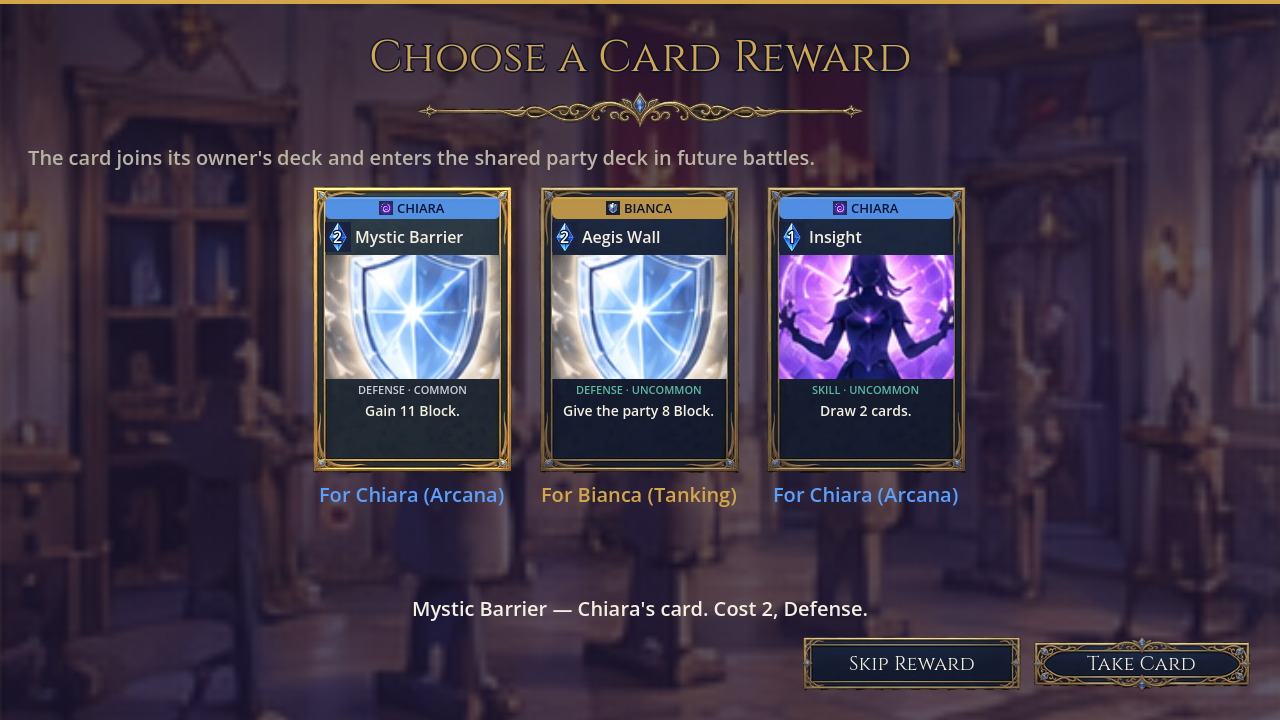 Choose a Card Reward
The card joins its owner's deck and enters the shared party deck in future battles.
CHIARA
2 Mystic Barrier
DEFENSE · COMMON
Gain 11 Block.
For Chiara (Arcana)
BIANCA
2 Aegis Wall
DEFENSE · UNCOMMON
Give the party 8 Block.
For Bianca (Tanking)
CHIARA
1 Insight
SKILL · UNCOMMON
Draw 2 cards.
For Chiara (Arcana)
Mystic Barrier — Chiara's card. Cost 2, Defense.
Skip Reward
Take Card